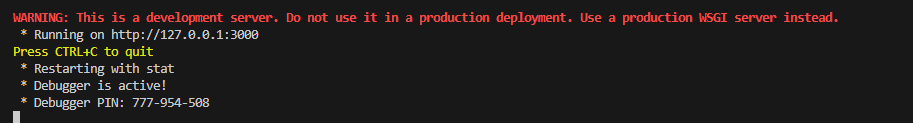 WARNING: This is a development server. Do not use it in a production deployment. Use a production WSGI server instead.
 * Running on http://127.0.0.1:3000
Press CTRL+C to quit
 * Restarting with stat
 * Debugger is active!
 * Debugger PIN: 777-954-508